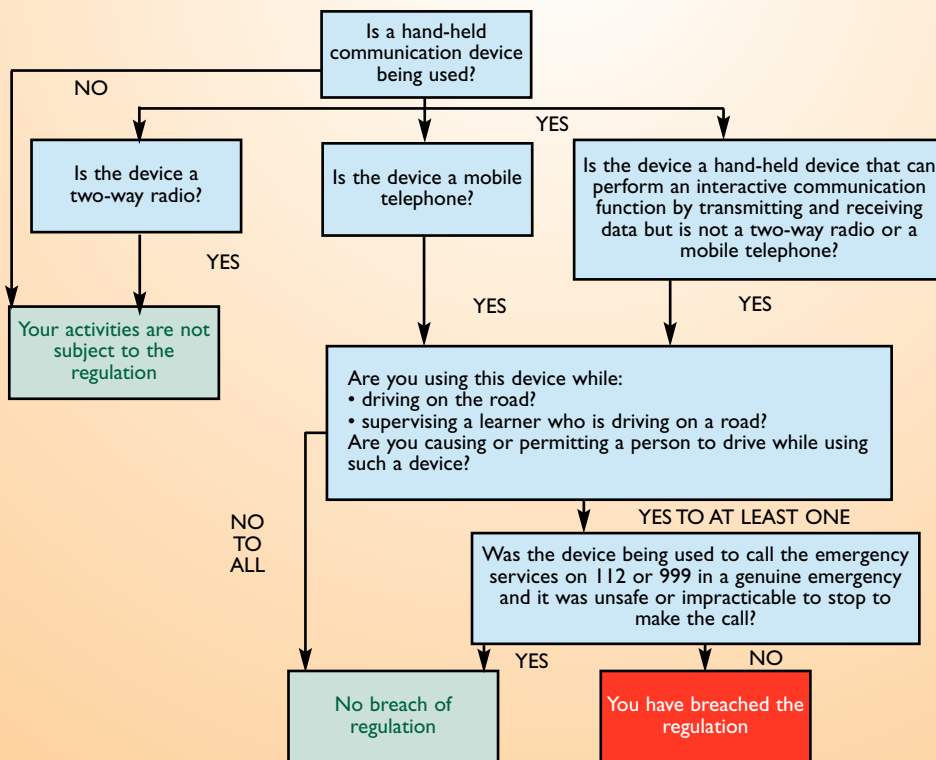 Is a hand-held
communication device
being used?
NO
YES
Is the device a
two-way radio?
Is the device a mobile
telephone?
Is the device a hand-held device that can
perform an interactive communication
function by transmitting and receiving
data but is not a two-way radio or a
mobile telephone?
YES
YES
YES
Your activities are not
subject to the
regulation
Are you using this device while:
• driving on the road?
• supervising a learner who is driving on a road?
Are you causing or permitting a person to drive while using
such a device?
NO
TO
ALL
YES TO AT LEAST ONE
Was the device being used to call the emergency
services on 112 or 999 in a genuine emergency
and it was unsafe or impracticable to stop to
make the call?
YES
NO
No breach of
regulation
You have breached the
regulation